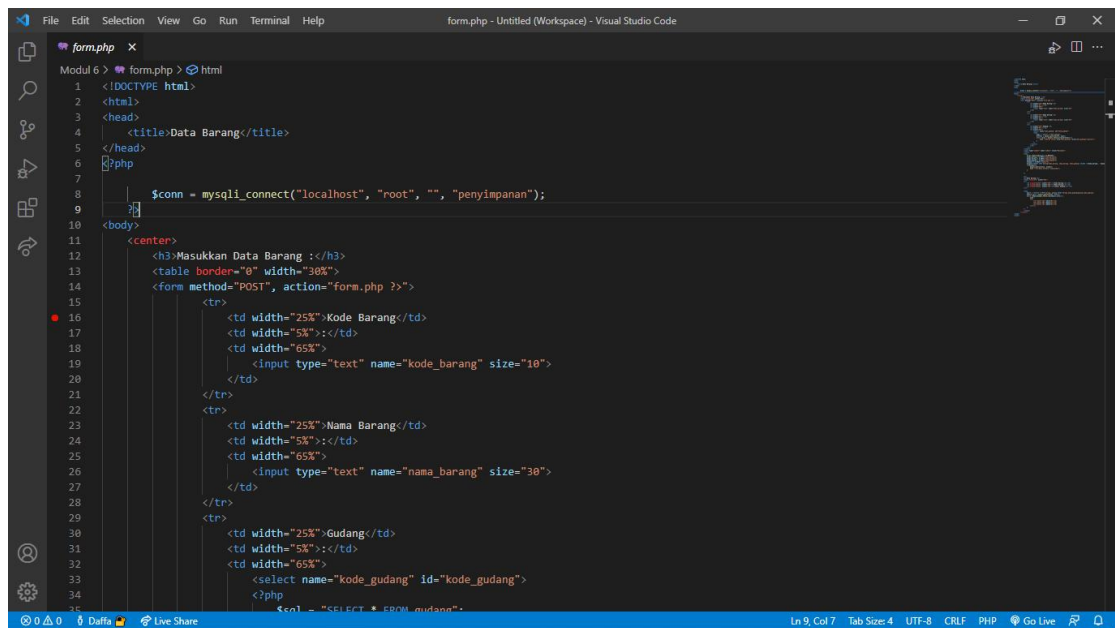 File Edit Selection View Go Run Terminal Help form.php - Untitled (Workspace) - Visual Studio Code
form.php
Modul 6 > form.php > html
1 <!DOCTYPE html>
2 <html>
3 <head>
4 <title>Data Barang</title>
5 </head>
6 <?php
7
8 $conn = mysqli_connect("localhost", "root", "", "penyimpanan");
9 ?>
10 <body>
11 <center>
12 <h3>Masukkan Data Barang :</h3>
13 <table border="0" width="30%">
14 <form method="POST", action="form.php ?>">
15 <tr>
16 <td width="25%">Kode Barang</td>
17 <td width="5%">:</td>
18 <td width="65%">
19 <input type="text" name="kode_barang" size="10">
20 </td>
21 </tr>
22 <tr>
23 <td width="25%">Nama Barang</td>
24 <td width="5%">:</td>
25 <td width="65%">
26 <input type="text" name="nama_barang" size="30">
27 </td>
28 </tr>
29 <tr>
30 <td width="25%">Gudang</td>
31 <td width="5%">:</td>
32 <td width="65%">
33 <select name="kode_gudang" id="kode_gudang">
34 <?php
35 $sql = "SELECT * FROM gudang";
0 0 Daffa Live Share Ln 9, Col 7 Tab Size: 4 UTF-8 CRLF PHP Go Live